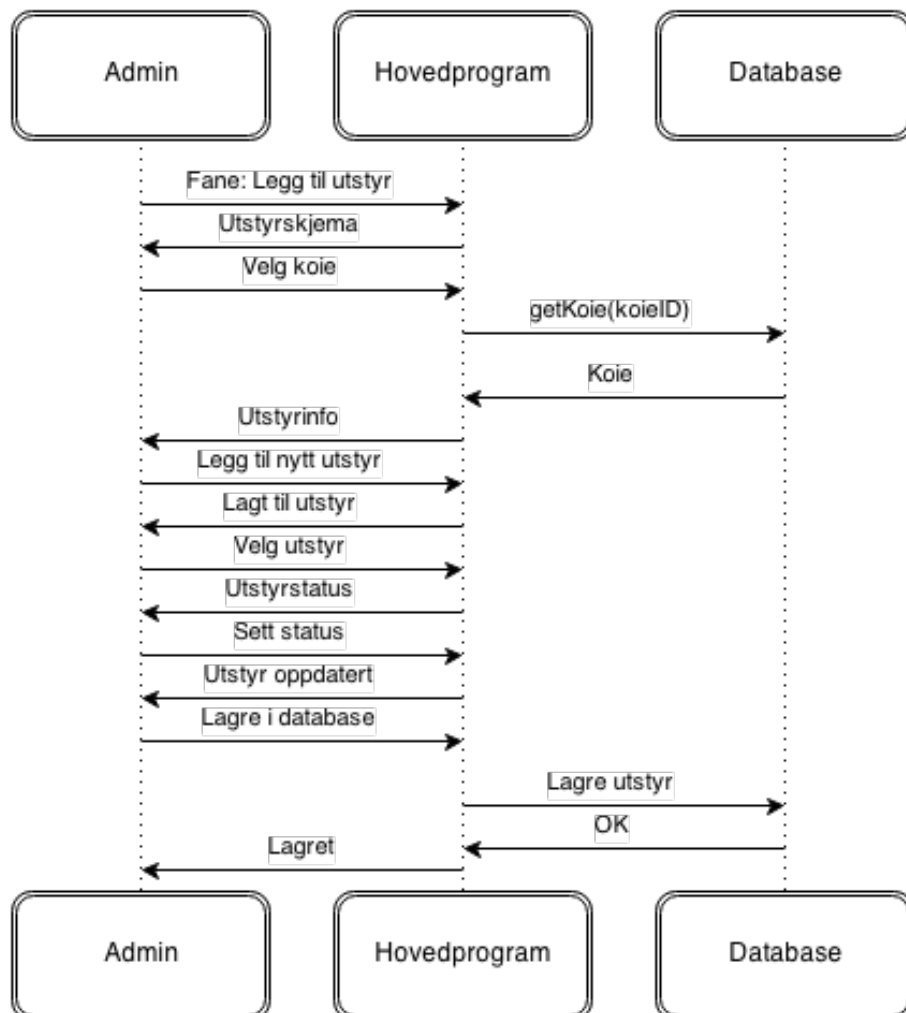 Admin
Hovedprogram
Database
Fane: Legg til utstyr
Utstyrskjema
Velg koie
getKoie(koieID)
Koie
Utstyrinfo
Legg til nytt utstyr
Lagt til utstyr
Velg utstyr
Utstyrstatus
Sett status
Utstyr oppdatert
Lagre i database
Lagre utstyr
OK
Lagret
Admin
Hovedprogram
Database